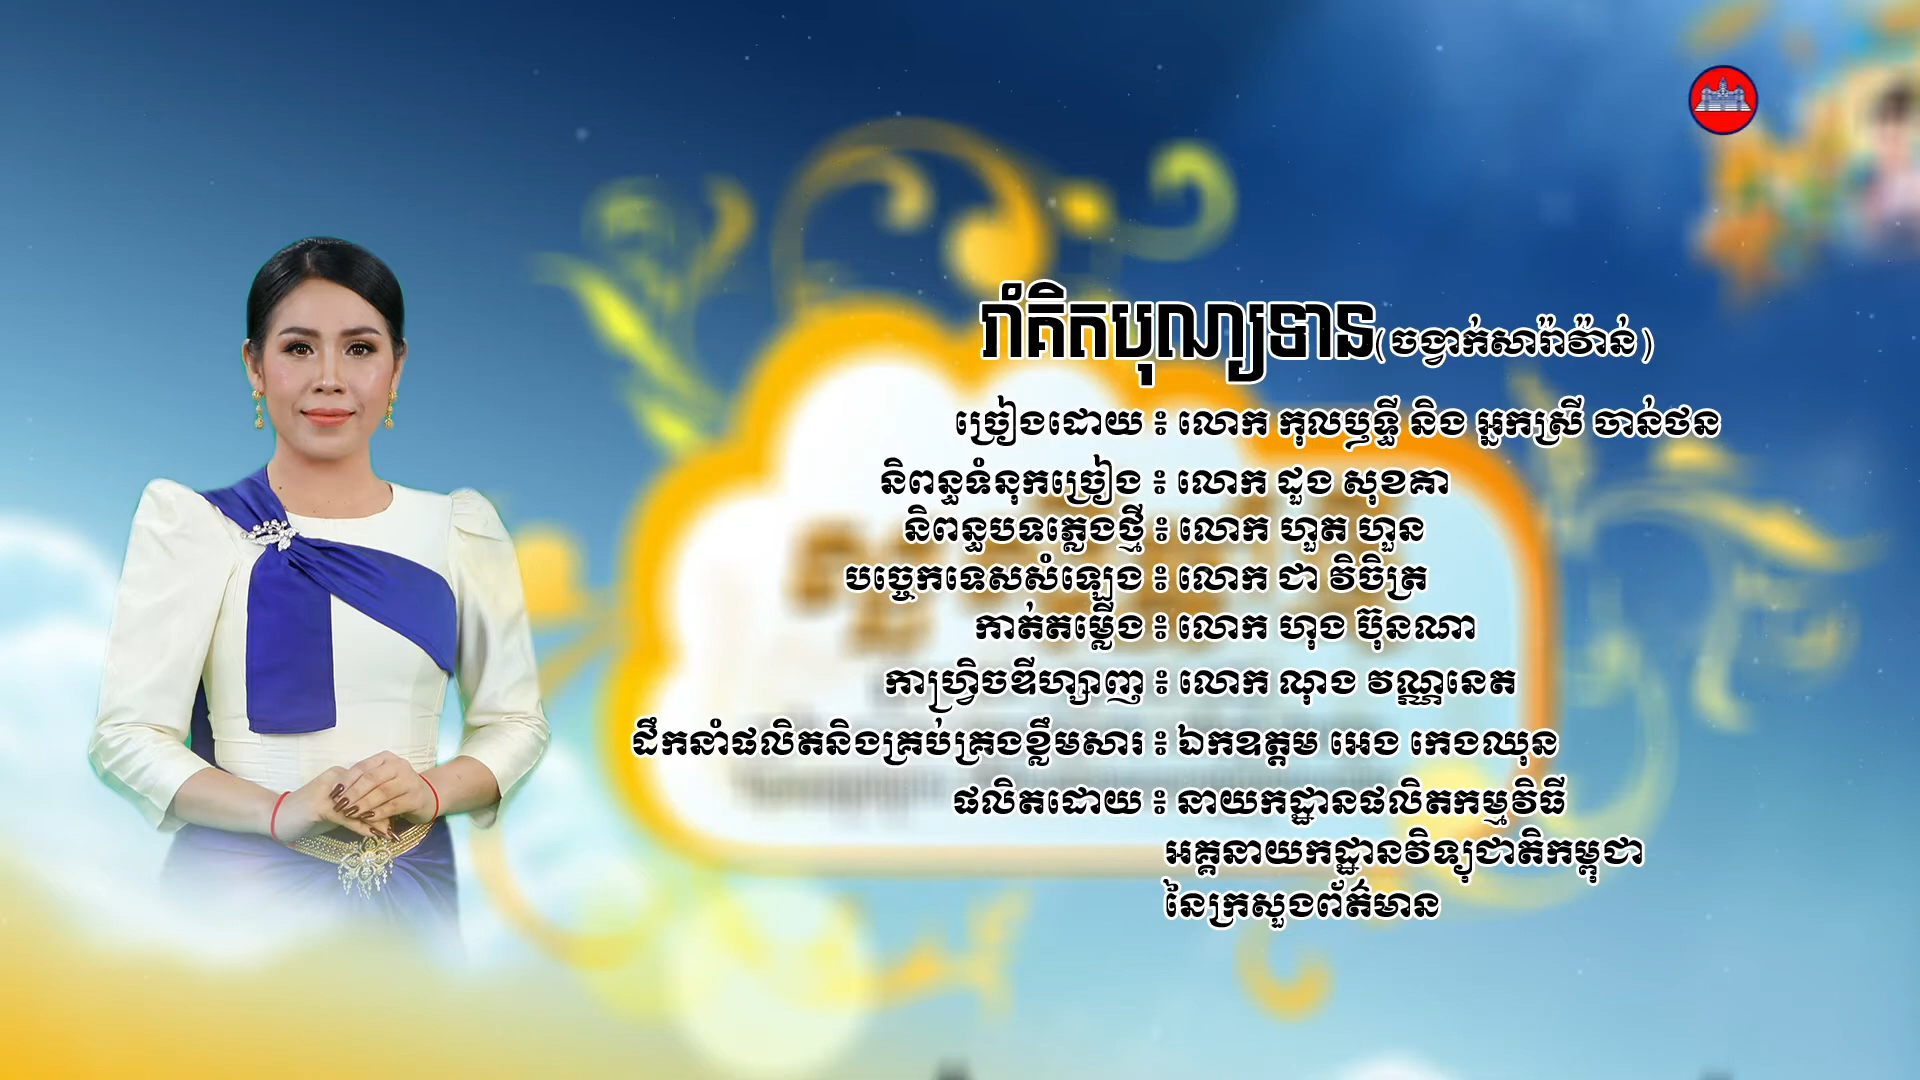 រាំគិតបុណ្យទាន (ចង្វាក់សារ៉ាវ៉ាន់)
ច្រៀងដោយ ៖ លោក កុលឫទ្ធី និង អ្នកស្រី ចាន់ថន
និពន្ធទំនុកច្រៀង ៖ លោក ដួង សុខគា
និពន្ធបទភ្លេងថ្មី ៖ លោក ហួត ហួន
បច្ចេកទេសសំឡេង ៖ លោក ជា វិចិត្រ
កាត់តម្លើង ៖ លោក ហុង ប៊ុនណា
កាហ្វ្រិចឌីហ្សាញ ៖ លោក ណុង វណ្ណនេត
ដឹកនាំផលិតនិងគ្រប់គ្រងខ្លឹមសារ ៖ ឯកឧត្តម អេង កេងឈុន
ផលិតដោយ ៖ នាយកដ្ឋានផលិតកម្មវិធី
អគ្គនាយកដ្ឋានវិទ្យុជាតិកម្ពុជា
នៃក្រសួងព័ត៌មាន